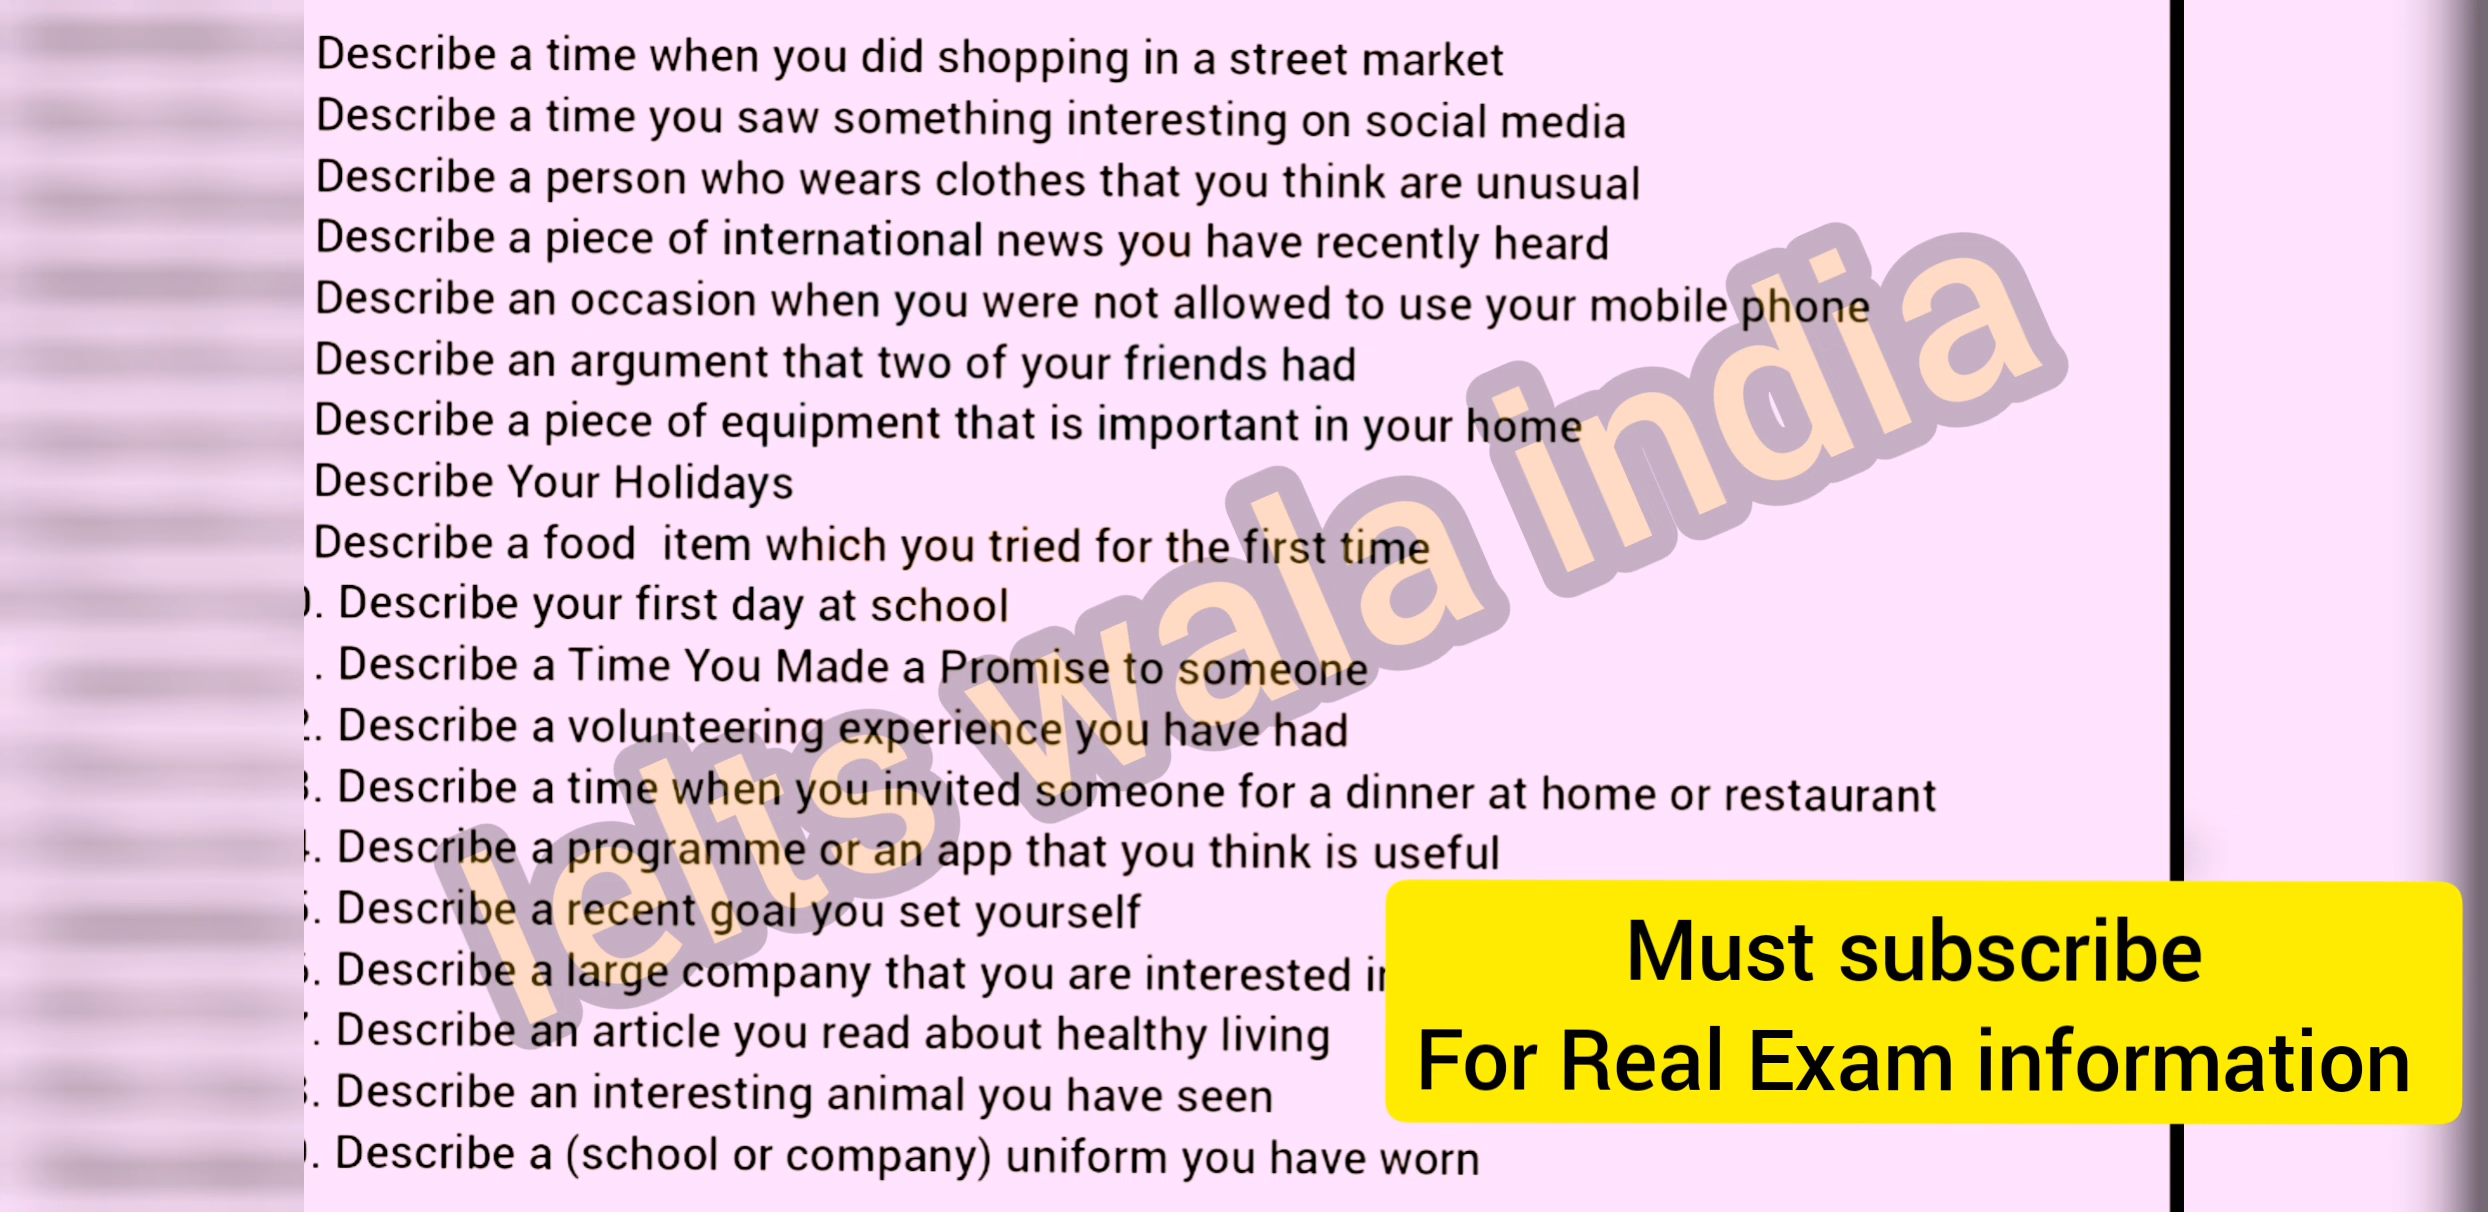 Describe a time when you did shopping in a street market
Describe a time you saw something interesting on social media
Describe a person who wears clothes that you think are unusual
Describe a piece of international news you have recently heard
Describe an occasion when you were not allowed to use your mobile phone
Describe an argument that two of your friends had
Describe a piece of equipment that is important in your home
Describe Your Holidays
Describe a food item which you tried for the first time
. Describe your first day at school
. Describe a Time You Made a Promise to someone
2. Describe a volunteering experience you have had
3. Describe a time when you invited someone for a dinner at home or restaurant
4. Describe a programme or an app that you think is useful
5. Describe a recent goal you set yourself
6. Describe a large company that you are interested
7. Describe an article you read about healthy living
8. Describe an interesting animal you have seen
9. Describe a (school or company) uniform you have worn
Ielts wala india
Must subscribe
For Real Exam information